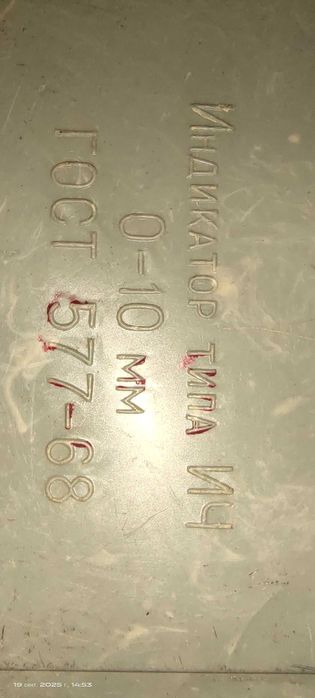 Индикатор типа ИЧ
0-10 мм
ГОСТ 577-68
19 сент. 2025 г., 14:53